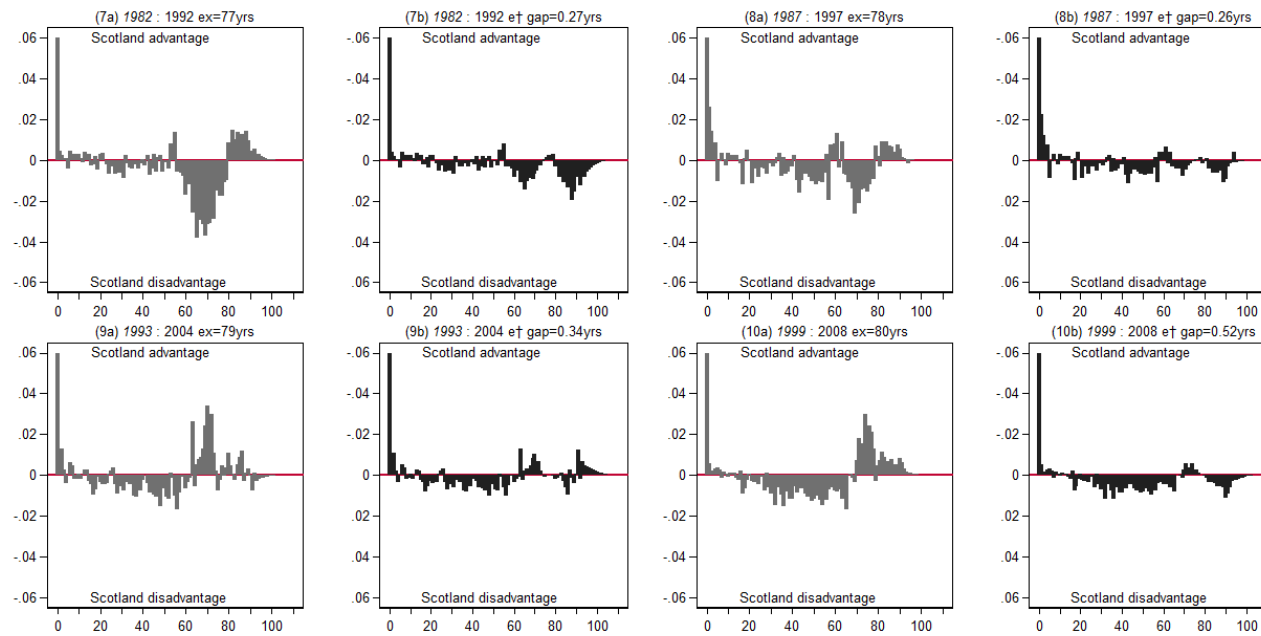 (7a) 1982 : 1992 ex=77yrs
Scotland advantage
.06
.04
.02
0
-.02
-.04
-.06
Scotland disadvantage
0 20 40 60 80 100
(7b) 1982 : 1992 e† gap=0.27yrs
Scotland advantage
-.06
-.04
-.02
0
.02
.04
.06
Scotland disadvantage
0 20 40 60 80 100
(8a) 1987 : 1997 ex=78yrs
Scotland advantage
.06
.04
.02
0
-.02
-.04
-.06
Scotland disadvantage
0 20 40 60 80 100
(8b) 1987 : 1997 e† gap=0.26yrs
Scotland advantage
-.06
-.04
-.02
0
.02
.04
.06
Scotland disadvantage
0 20 40 60 80 100
(9a) 1993 : 2004 ex=79yrs
Scotland advantage
.06
.04
.02
0
-.02
-.04
-.06
Scotland disadvantage
0 20 40 60 80 100
(9b) 1993 : 2004 e† gap=0.34yrs
Scotland advantage
-.06
-.04
-.02
0
.02
.04
.06
Scotland disadvantage
0 20 40 60 80 100
(10a) 1999 : 2008 ex=80yrs
Scotland advantage
.06
.04
.02
0
-.02
-.04
-.06
Scotland disadvantage
0 20 40 60 80 100
(10b) 1999 : 2008 e† gap=0.52yrs
Scotland advantage
-.06
-.04
-.02
0
.02
.04
.06
Scotland disadvantage
0 20 40 60 80 100